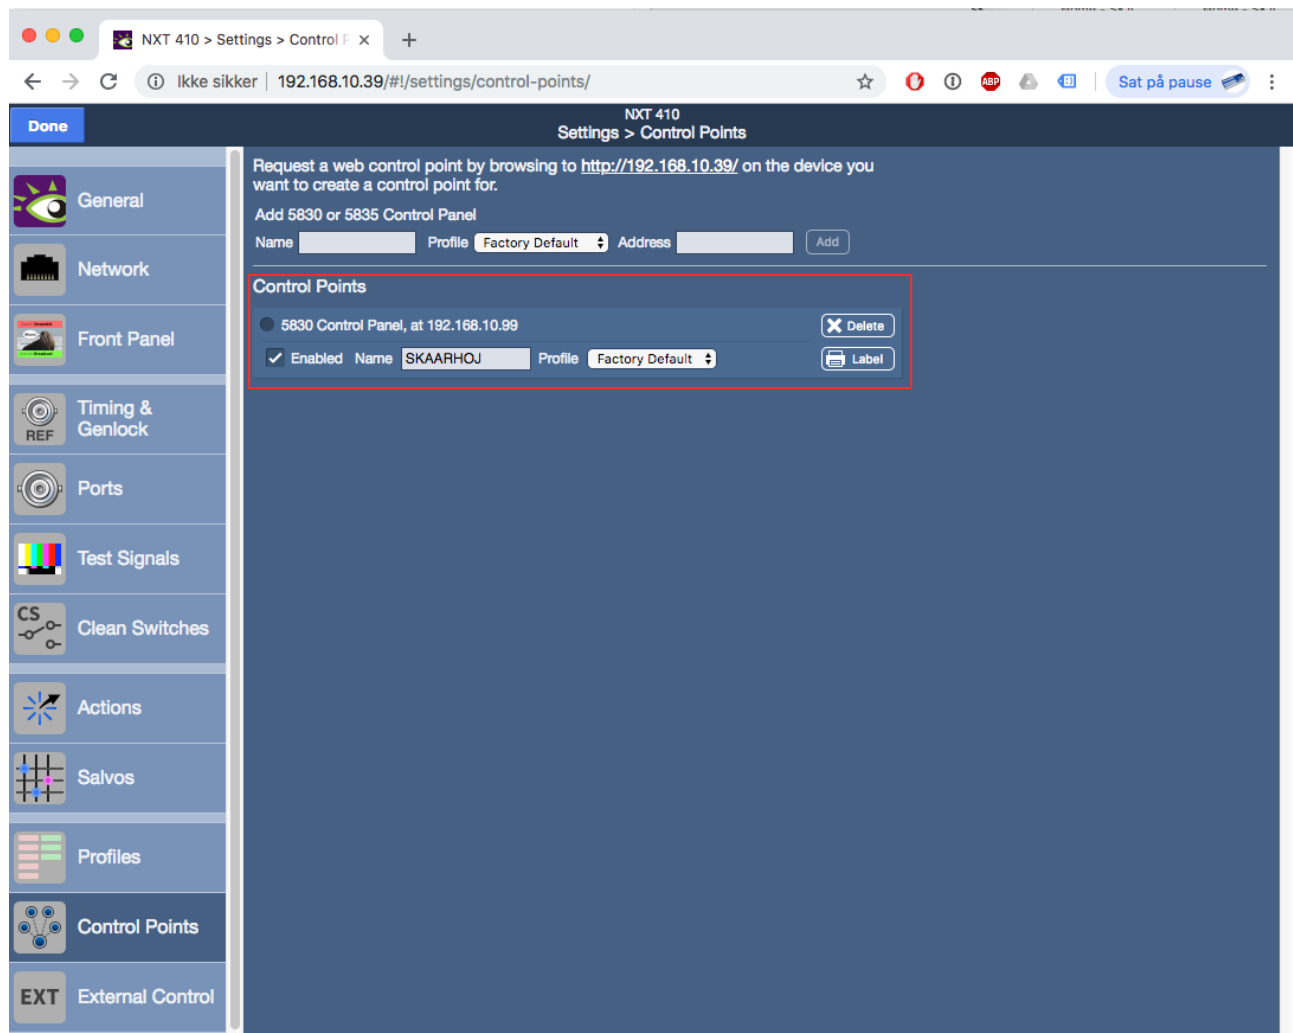 NXT 410 > Settings > Control P
Ikke sikker | 192.168.10.39/#!/settings/control-points/
ABP
Sat på pause
Done
NXT 410
Settings > Control Points
General
Network
Front Panel
REF
Timing &
Genlock
Ports
Test Signals
CS
Clean Switches
Actions
Salvos
Profiles
Control Points
EXT
External Control
Request a web control point by browsing to http://192.168.10.39/ on the device you
want to create a control point for.
Add 5830 or 5835 Control Panel
Name Profile Factory Default Address Add
Control Points
5830 Control Panel, at 192.168.10.99 Delete
Enabled Name SKAARHOJ Profile Factory Default Label